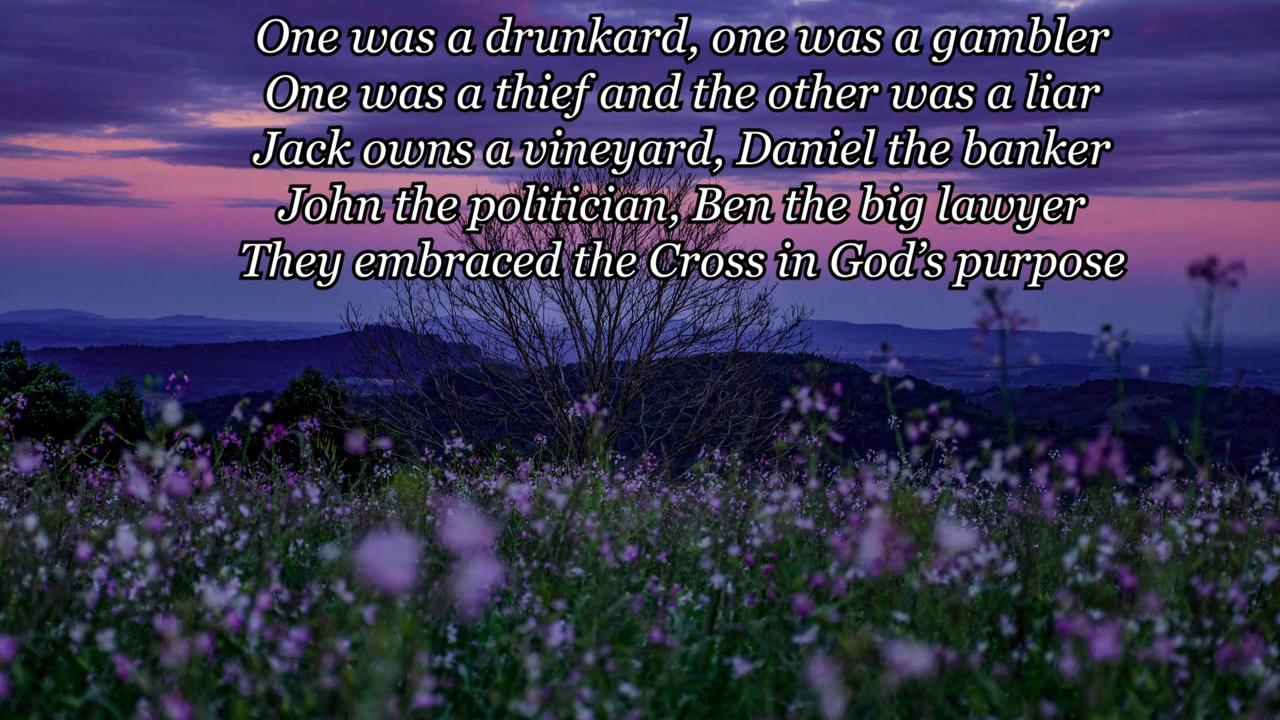 One was a drunkard, one was a gambler
One was a thief and the other was a liar
Jack owns a vineyard, Daniel the banker
John the politician, Ben the big lawyer
They embraced the Cross in God’s purpose